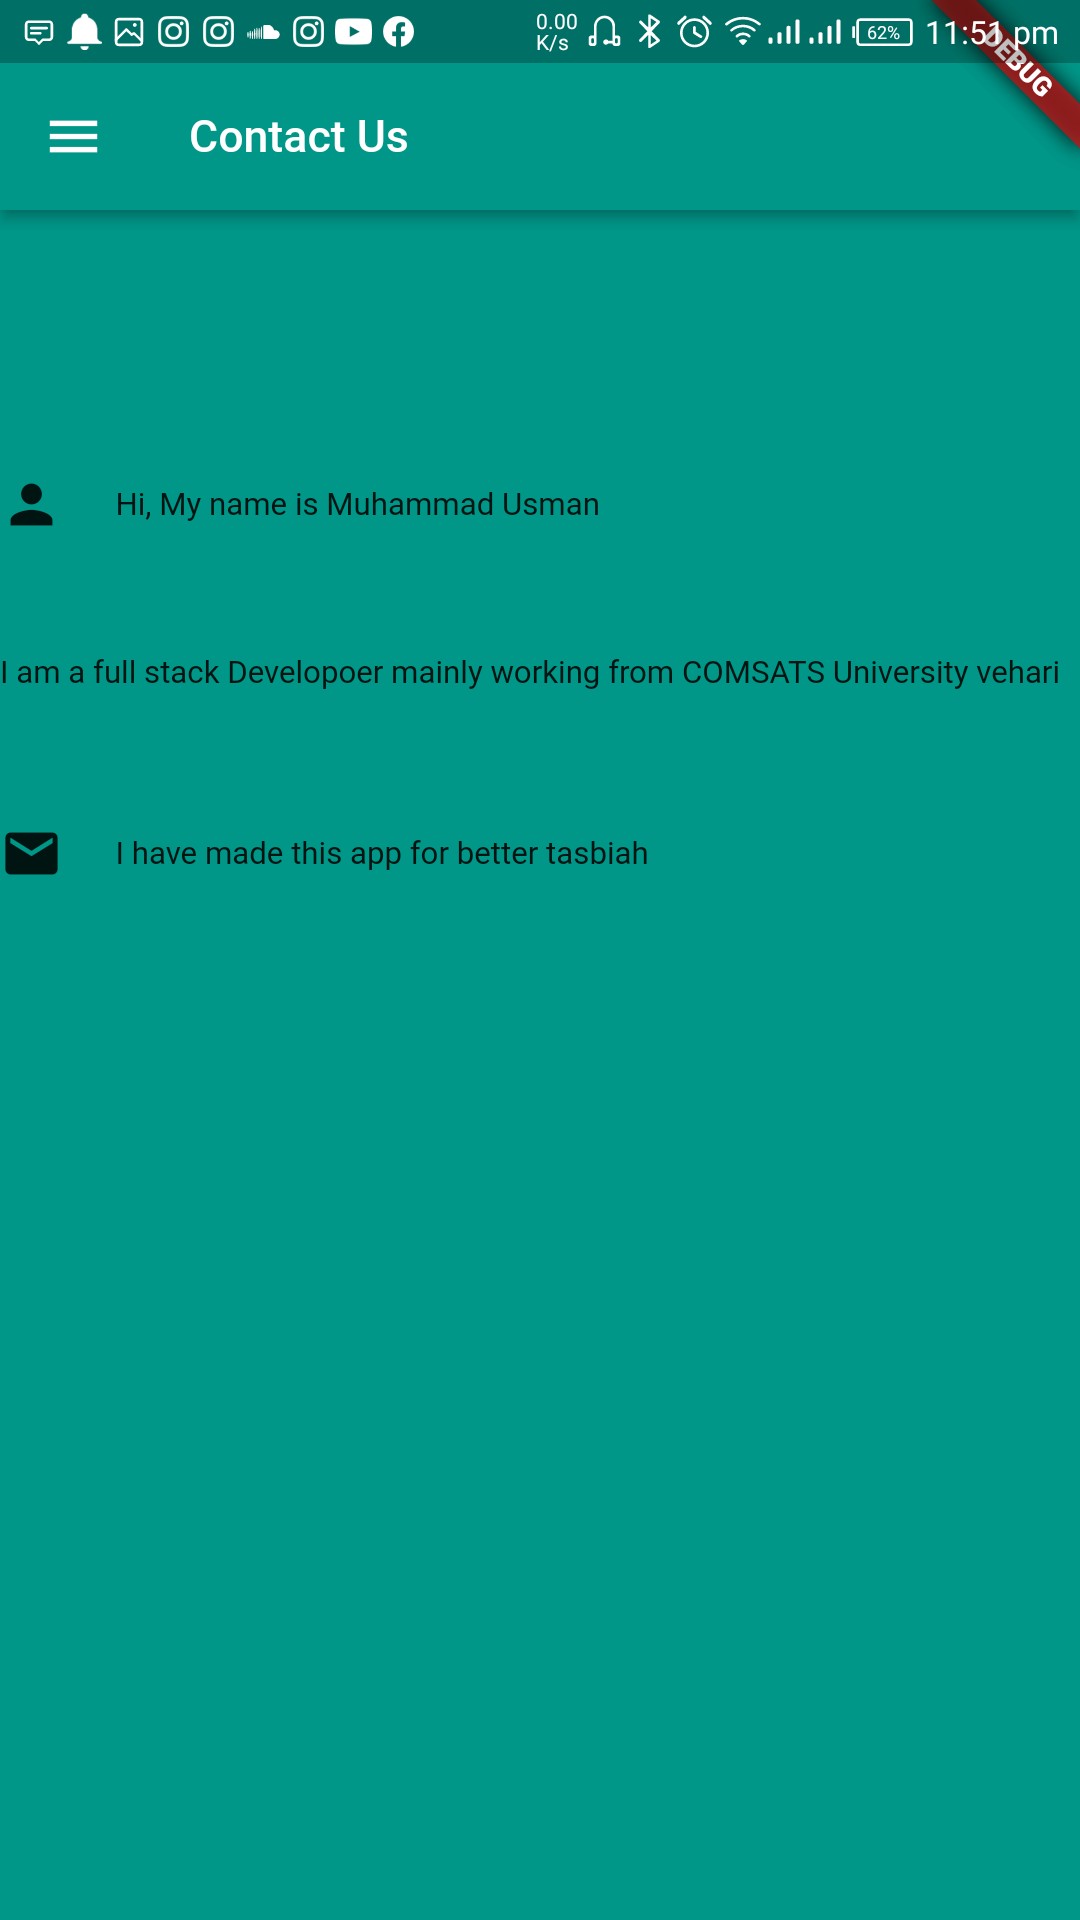 0.00
K/s
62%
11:51 pm
DEBUG
Contact Us
Hi, My name is Muhammad Usman
I am a full stack Developoer mainly working from COMSATS University vehari
I have made this app for better tasbiah